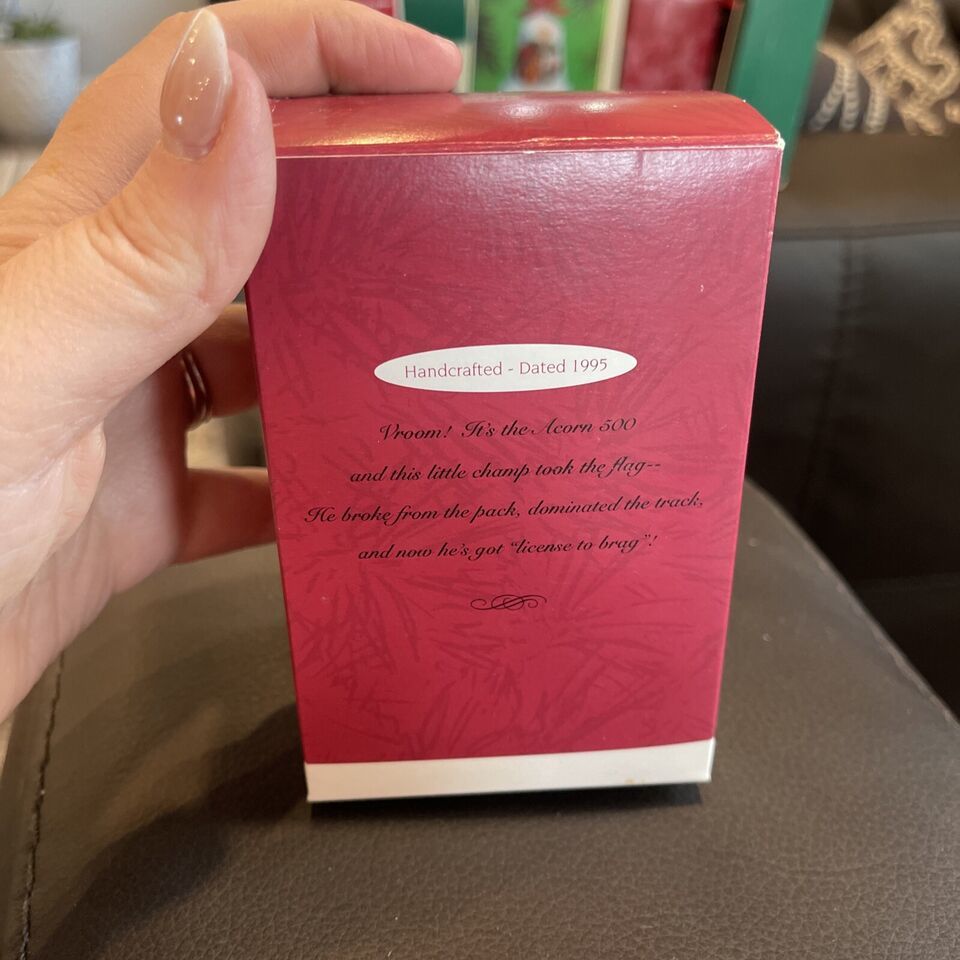 Handcrafted - Dated 1995
Vroom! It's the Acorn 500
and this little champ took the flag--
He broke from the pack, dominated the track,
and now he's got "license to brag"!